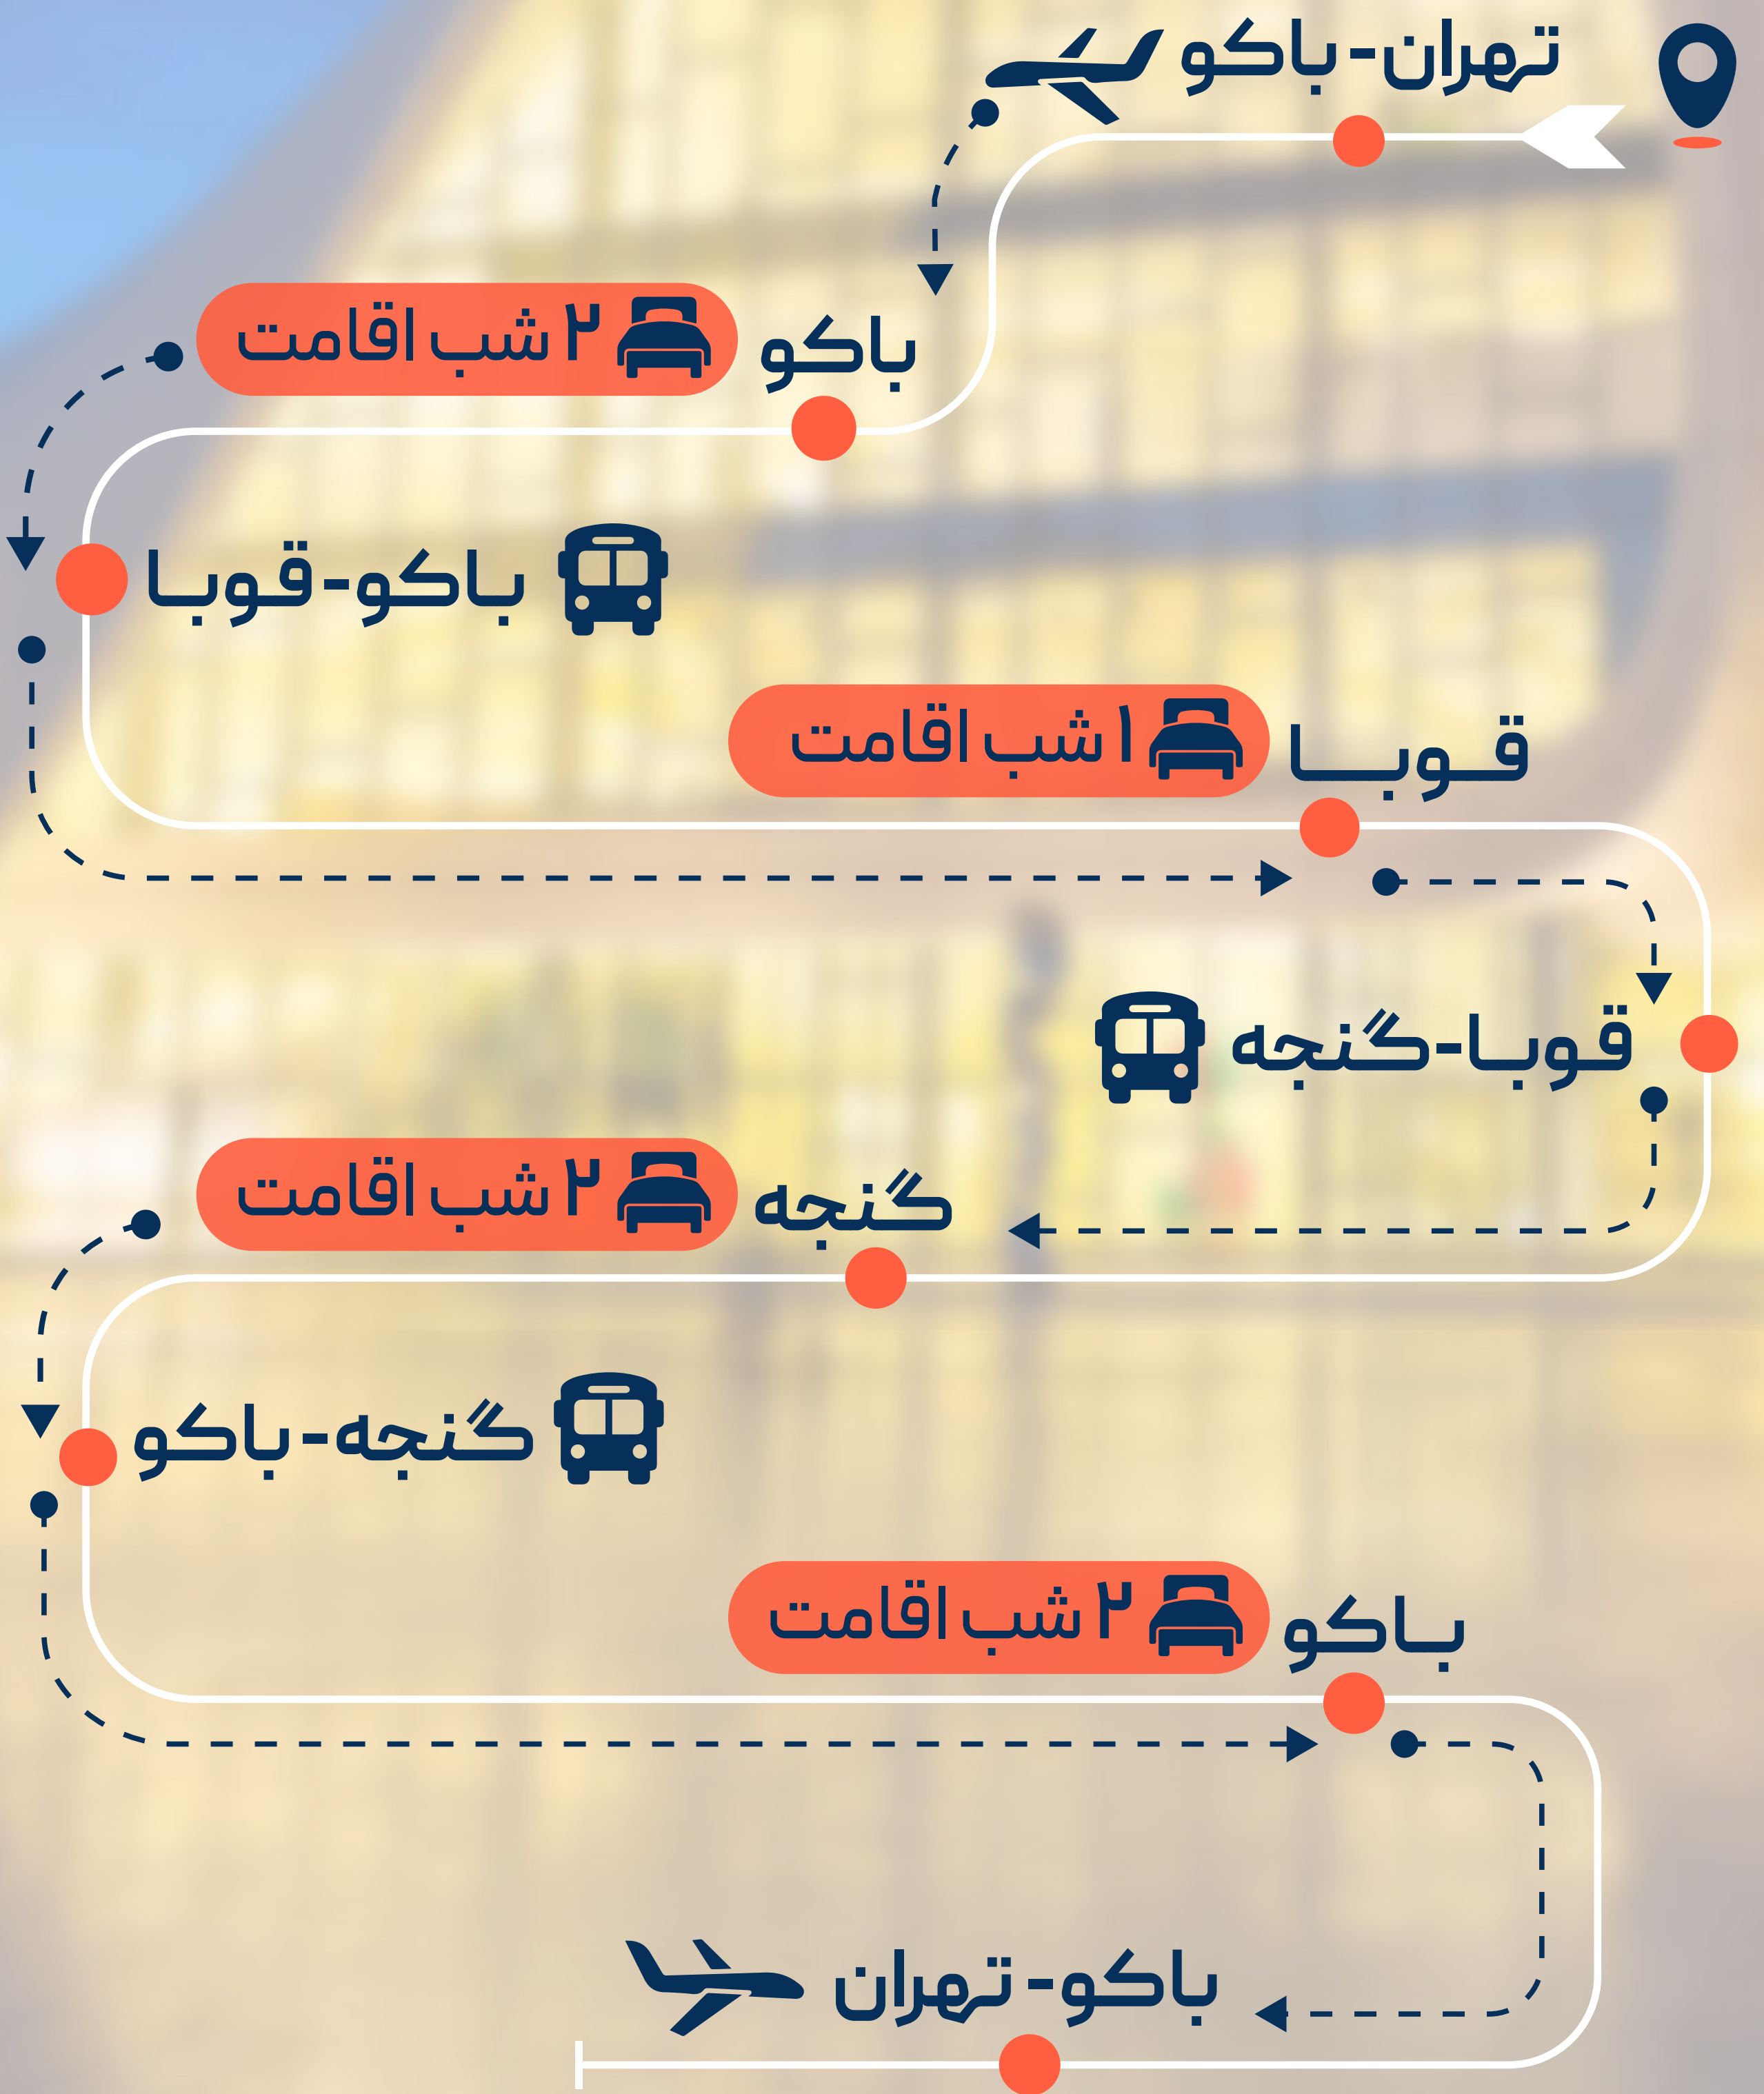 تهران-باکو
باکو
۲ شب اقامت
باکو-قوبا
قوبا
۱ شب اقامت
قوبا-گنجه
گنجه
۲ شب اقامت
گنجه-باکو
باکو
۲ شب اقامت
باکو-تهران